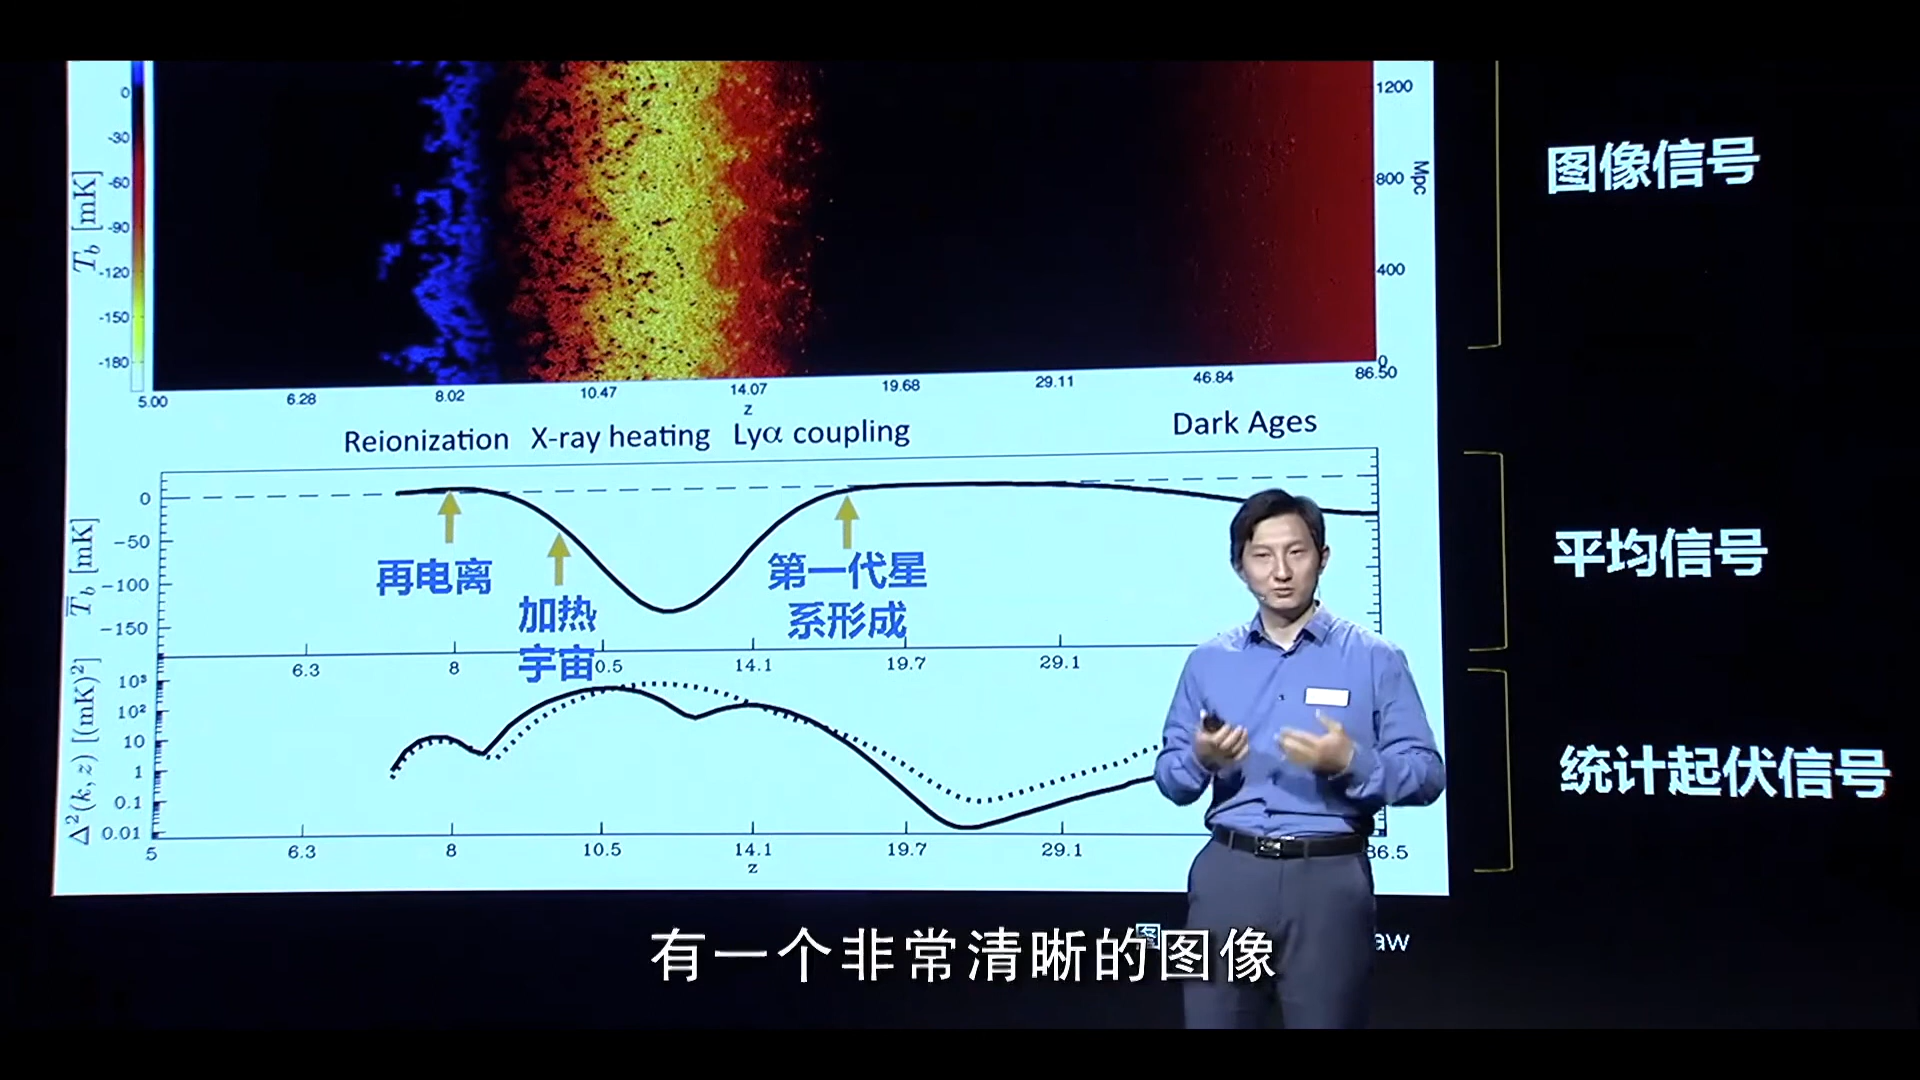 0
-30
-60
-90
-120
-150
-180
T_b [mK]
1200
800
400
0
Mpc
5.00 6.28 8.02 10.47 14.07 19.68 29.11 46.84 86.50
z
Reionization X-ray heating Lyα coupling Dark Ages
0
−50
−100
−150
T̅_b [mK]
再电离
加热
宇宙
第一代星
系形成
6.3 8 0.5 14.1 19.7 29.1
10³
10²
10
1
0.1
0.01
Δ²(k,z) [(mK)²]
5 6.3 8 10.5 14.1 19.7 29.1 86.5
z
图像信号
平均信号
统计起伏信号
图
aw
有一个非常清晰的图像